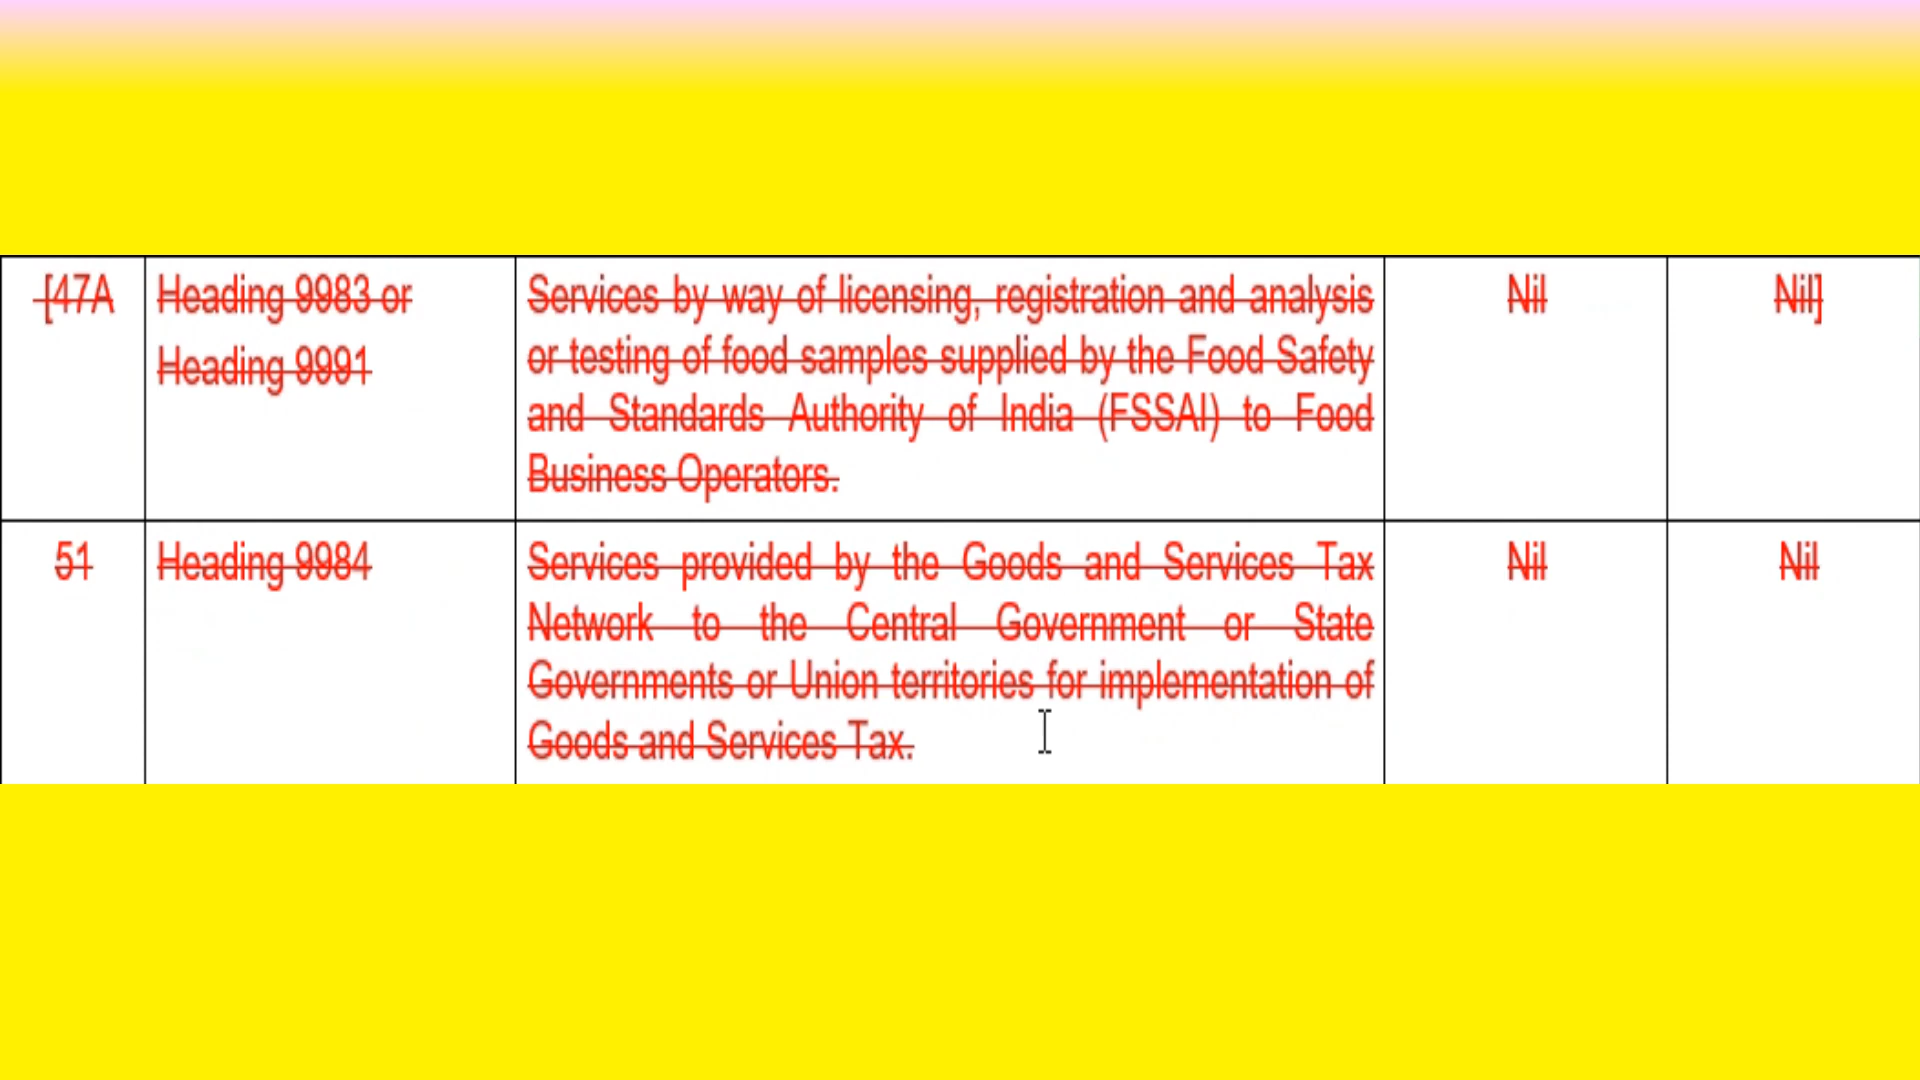 [47A
Heading 9983 or
Heading 9991
Services by way of licensing, registration and analysis
or testing of food samples supplied by the Food Safety
and Standards Authority of India (FSSAI) to Food
Business Operators.
Nil
Nil]
51
Heading 9984
Services provided by the Goods and Services Tax
Network to the Central Government or State
Governments or Union territories for implementation of
Goods and Services Tax.
Nil
Nil